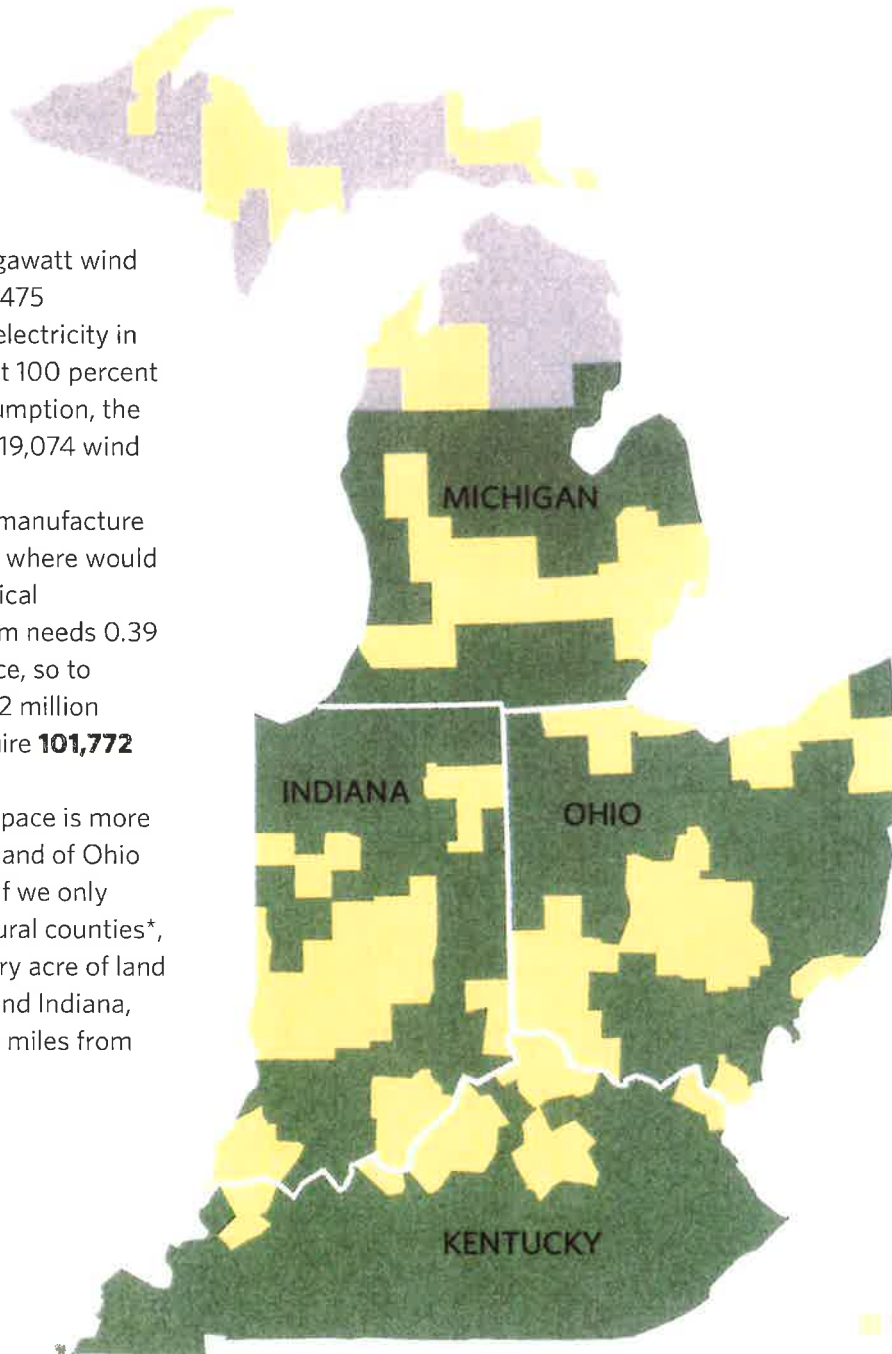 gawatt wind
475
electricity in
t 100 percent
umption, the
19,074 wind
manufacture
where would
ical
m needs 0.39
ce, so to
2 million
ire 101,772
pace is more
and of Ohio
f we only
ural counties*,
ry acre of land
nd Indiana,
miles from
MICHIGAN
INDIANA
OHIO
KENTUCKY